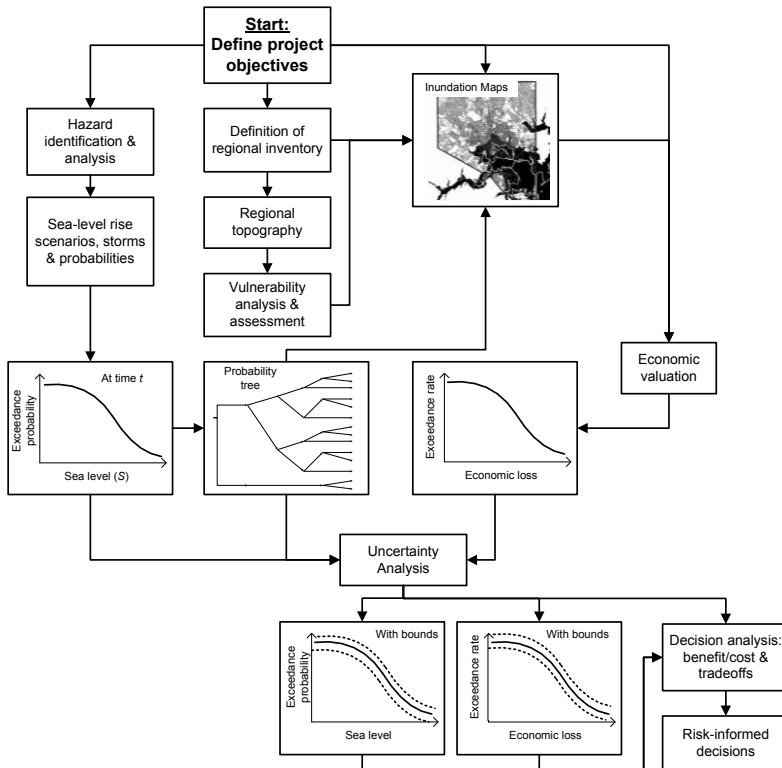 Start:
Define project
objectives
Hazard
identification &
analysis
Definition of
regional inventory
Inundation Maps
Sea-level rise
scenarios, storms
& probabilities
Regional
topography
Vulnerability
analysis &
assessment
Economic
valuation
At time t
Exceedance
probability
Sea level (S)
Probability
tree
Exceedance rate
Economic loss
Uncertainty
Analysis
With bounds
Exceedance
probability
Sea level
With bounds
Exceedance rate
Economic loss
Decision analysis:
benefit/cost &
tradeoffs
Risk-informed
decisions